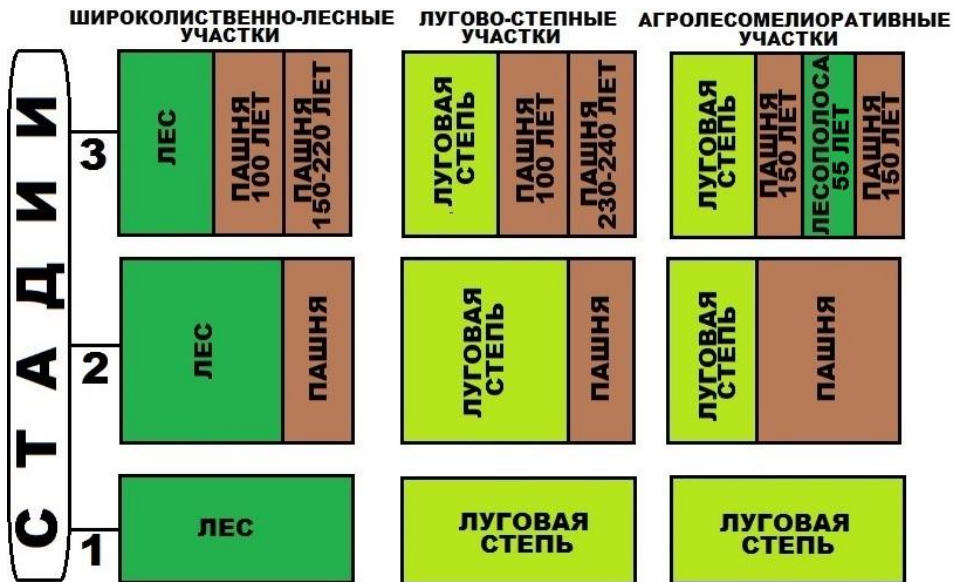 ШИРОКОЛИСТВЕННО-ЛЕСНЫЕ
УЧАСТКИ
ЛУГОВО-СТЕПНЫЕ
УЧАСТКИ
АГРОЛЕСОМЕЛИОРАТИВНЫЕ
УЧАСТКИ
СТАДИИ
3
ЛЕС
ПАШНЯ
100 ЛЕТ
ПАШНЯ
150-220 ЛЕТ
ЛУГОВАЯ
СТЕПЬ
ПАШНЯ
100 ЛЕТ
ПАШНЯ
230-240 ЛЕТ
ЛУГОВАЯ
СТЕПЬ
ПАШНЯ
150 ЛЕТ
ЛЕСОПОЛОСА
55 ЛЕТ
ПАШНЯ
150 ЛЕТ
2
ЛЕС
ПАШНЯ
ЛУГОВАЯ
СТЕПЬ
ПАШНЯ
ЛУГОВАЯ
СТЕПЬ
ПАШНЯ
1
ЛЕС
ЛУГОВАЯ
СТЕПЬ
ЛУГОВАЯ
СТЕПЬ